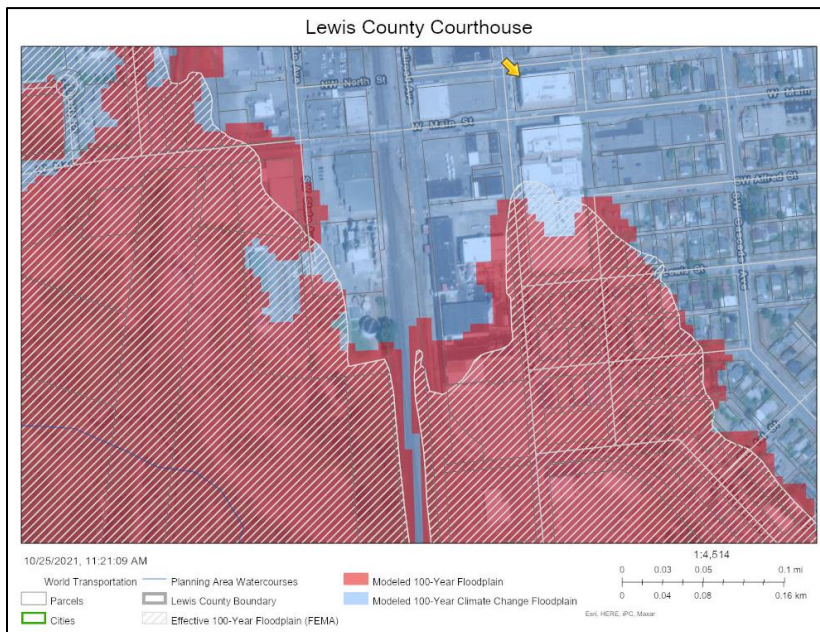 Lewis County Courthouse
NW North St
W Main St
W Main
SW Alfred St
10/25/2021, 11:21:09 AM
World Transportation
Parcels
Cities
Planning Area Watercourses
Lewis County Boundary
Effective 100-Year Floodplain (FEMA)
Modeled 100-Year Floodplain
Modeled 100-Year Climate Change Floodplain
1:4,514
0 0.03 0.05 0.1 mi
0 0.04 0.08 0.16 km
Esri, HERE, iPC, Maxar